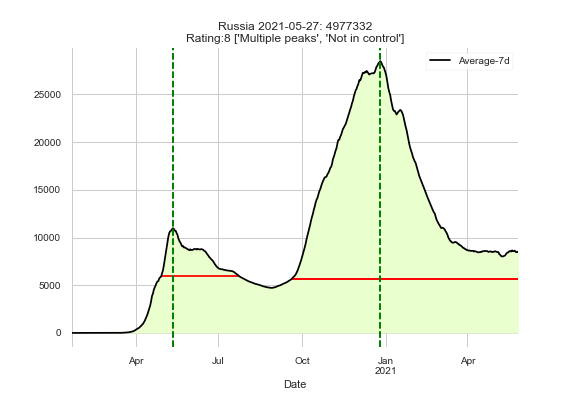 Russia 2021-05-27: 4977332
Rating:8 ['Multiple peaks', 'Not in control']
Average-7d
25000
20000
15000
10000
5000
0
Apr
Jul
Oct
Jan
2021
Apr
Date